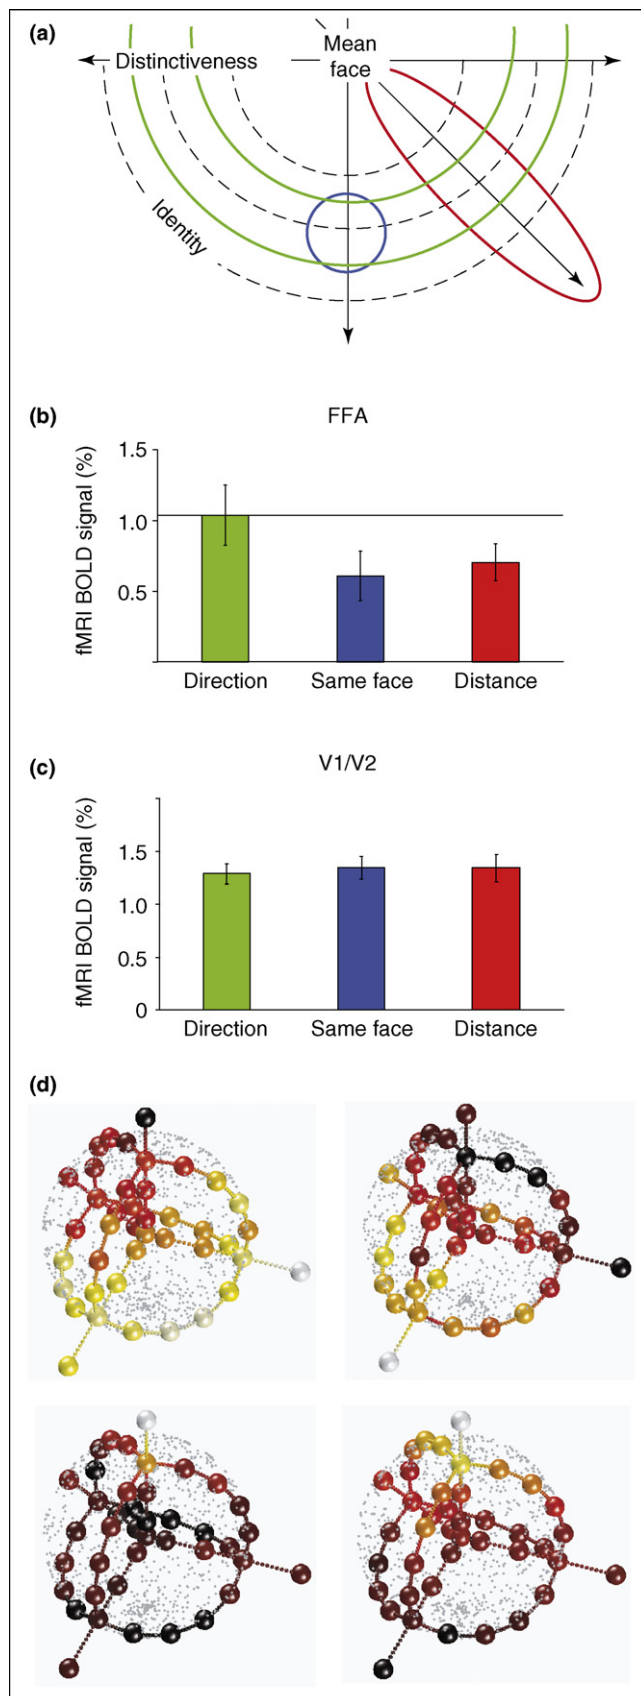 (a)
Mean
face
Distinctiveness
Identity
(b)
FFA
fMRI BOLD signal (%)
1.5
1.0
0.5
Direction
Same face
Distance
(c)
V1/V2
fMRI BOLD signal (%)
1.5
1.0
0.5
0
Direction
Same face
Distance
(d)